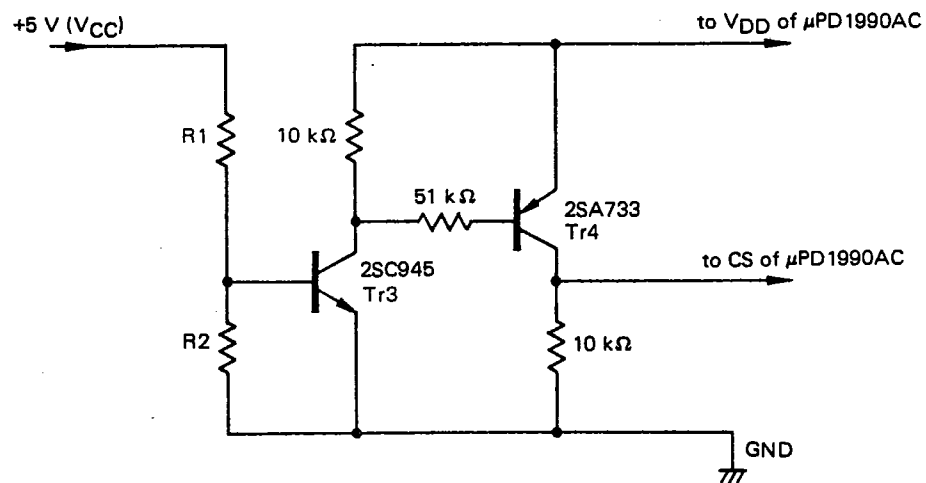 +5 V (VCC)
to VDD of μPD1990AC
R1
10 kΩ
51 kΩ
2SA733
Tr4
2SC945
Tr3
to CS of μPD1990AC
R2
10 kΩ
GND